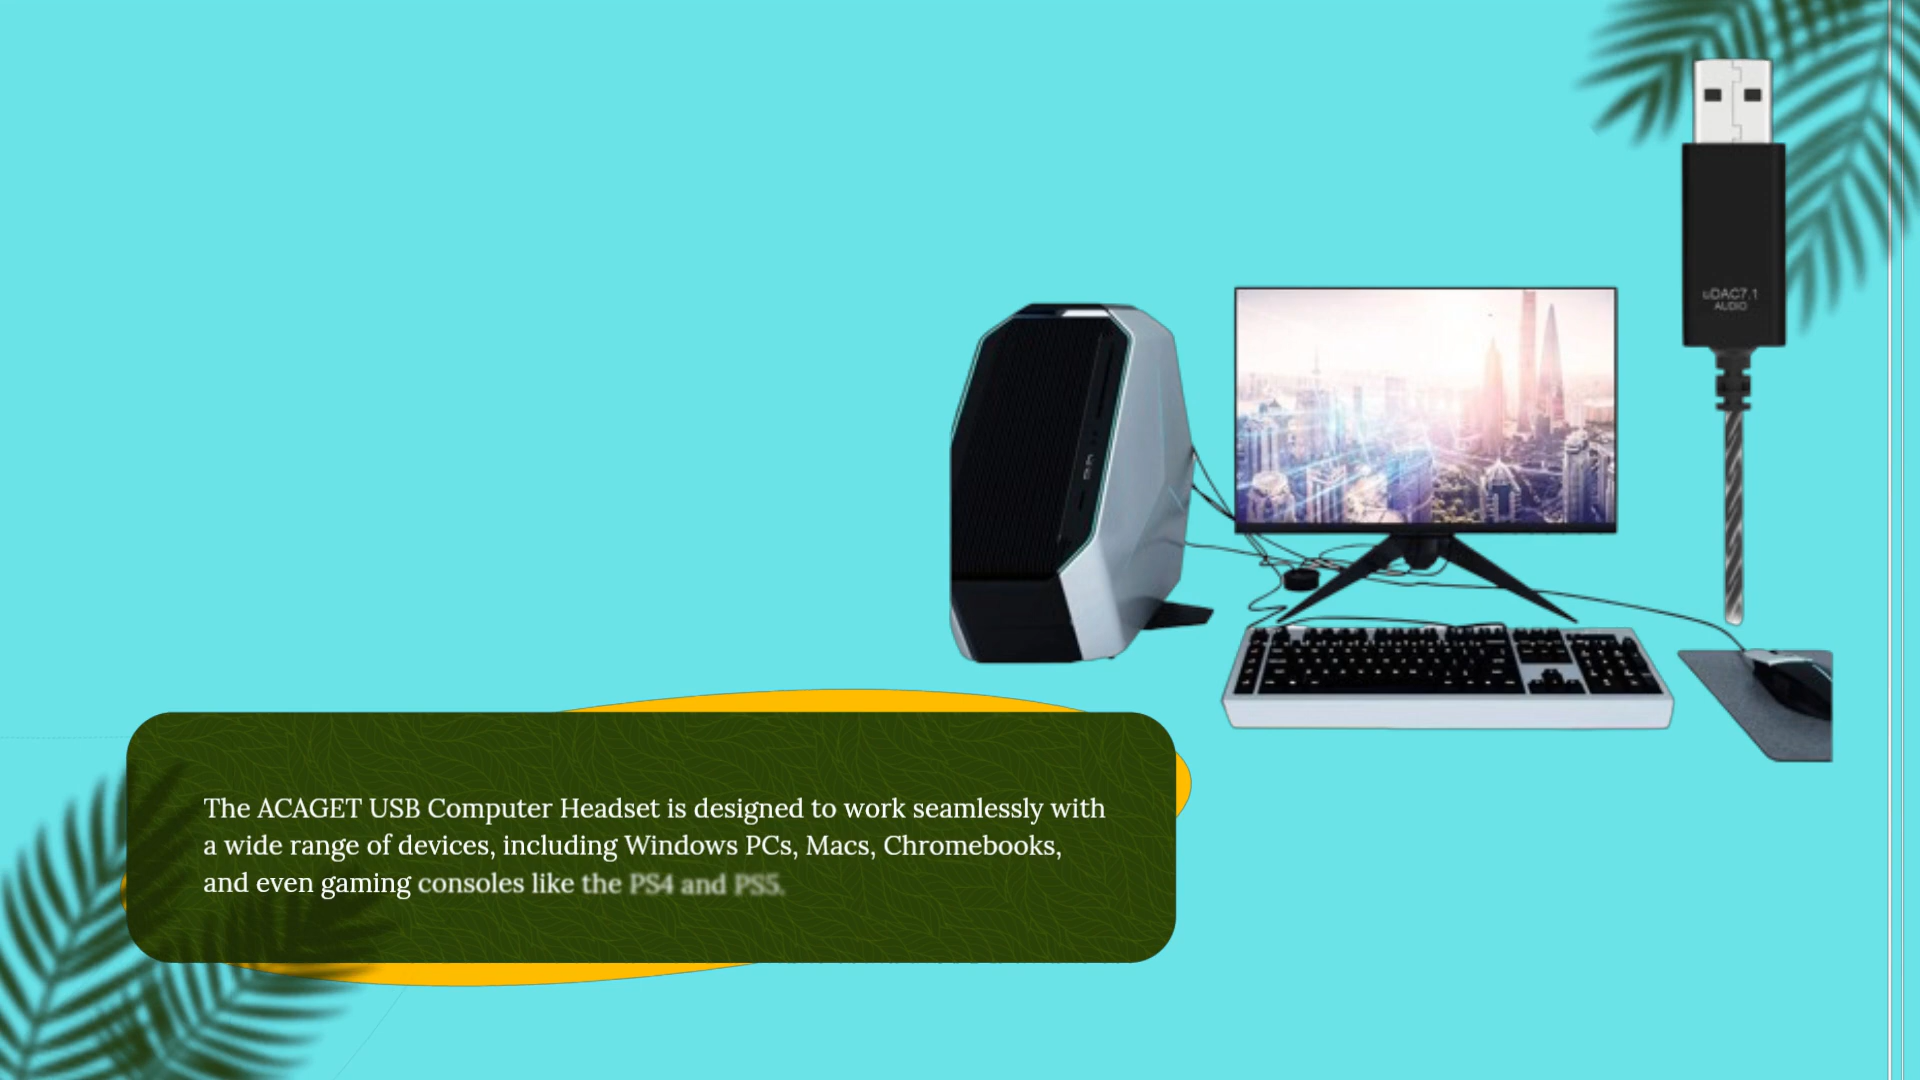 uDAC7.1
AUDIO
The ACAGET USB Computer Headset is designed to work seamlessly with
a wide range of devices, including Windows PCs, Macs, Chromebooks,
and even gaming consoles like the PS4 and PS5.